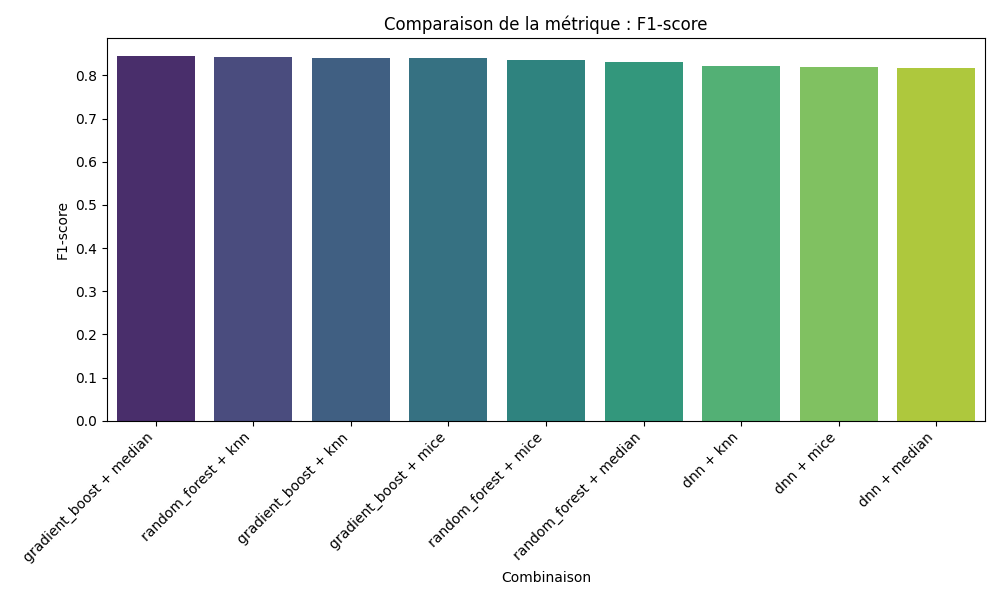 Comparaison de la métrique : F1-score
F1-score
0.8
0.7
0.6
0.5
0.4
0.3
0.2
0.1
0.0
gradient_boost + median
random_forest + knn
gradient_boost + knn
gradient_boost + mice
random_forest + mice
random_forest + median
dnn + knn
dnn + mice
dnn + median
Combinaison